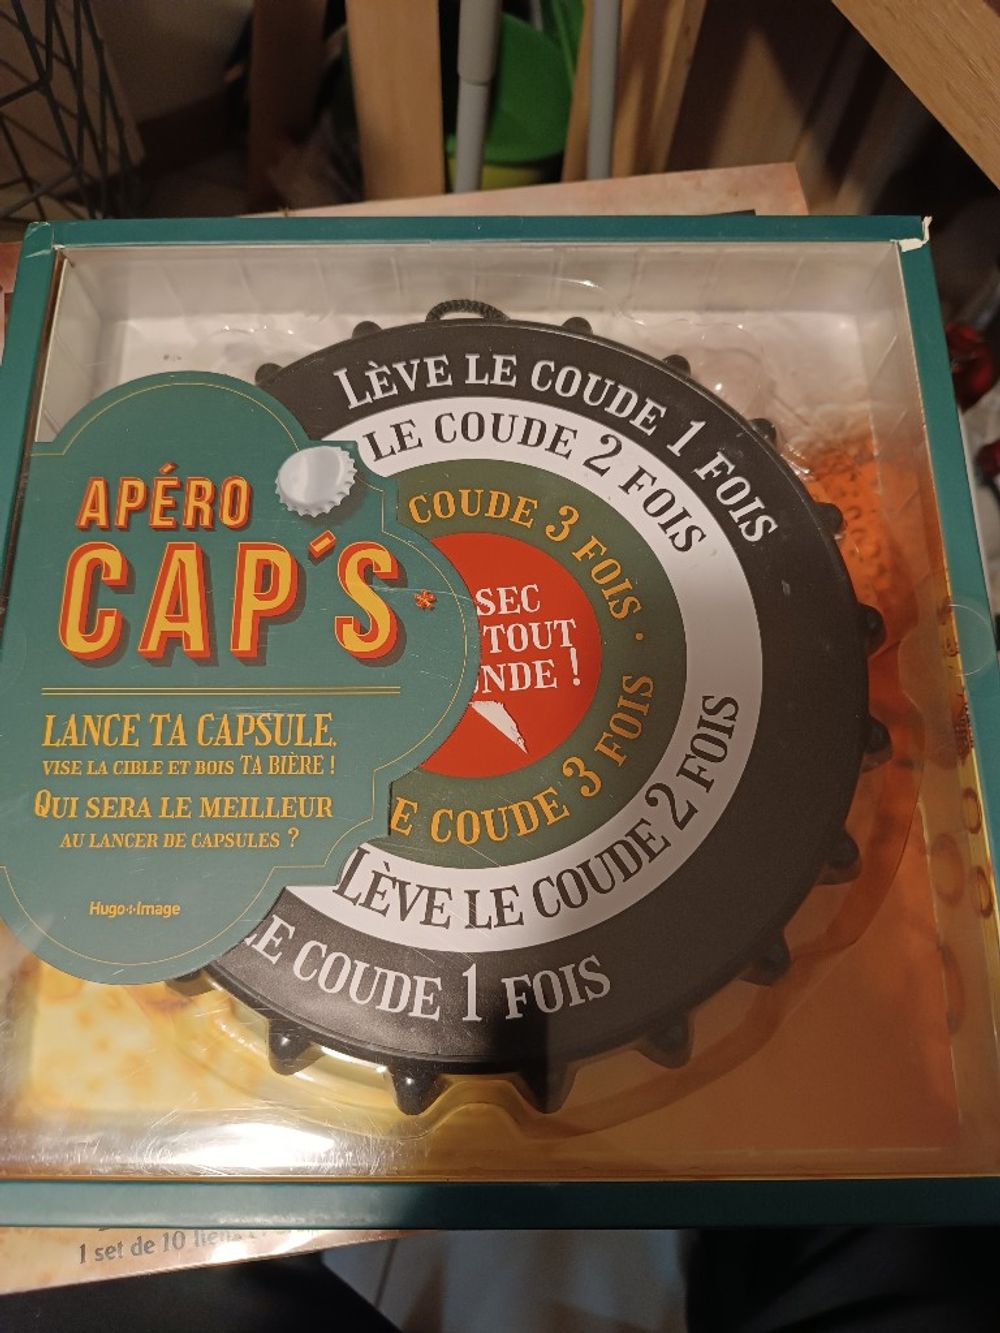 LÈVE LE COUDE 1 FOIS
LE COUDE 2 FOIS
COUDE 3 FOIS •
SEC
TOUT
NDE !
COUDE 3 FOIS
LÈVE LE COUDE 2 FOIS
LE COUDE 1 FOIS
APÉRO
CAP'S*
LANCE TA CAPSULE,
VISE LA CIBLE ET BOIS TA BIÈRE !
QUI SERA LE MEILLEUR
AU LANCER DE CAPSULES ?
Hugo+Image
1 set de 10